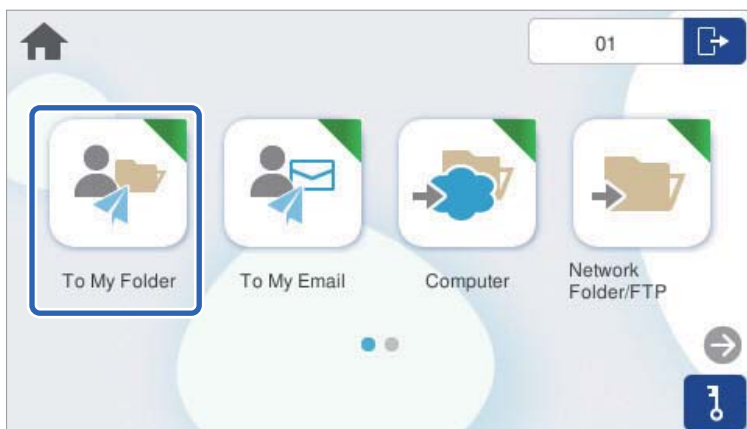 01
To My Folder
To My Email
Computer
Network
Folder/FTP